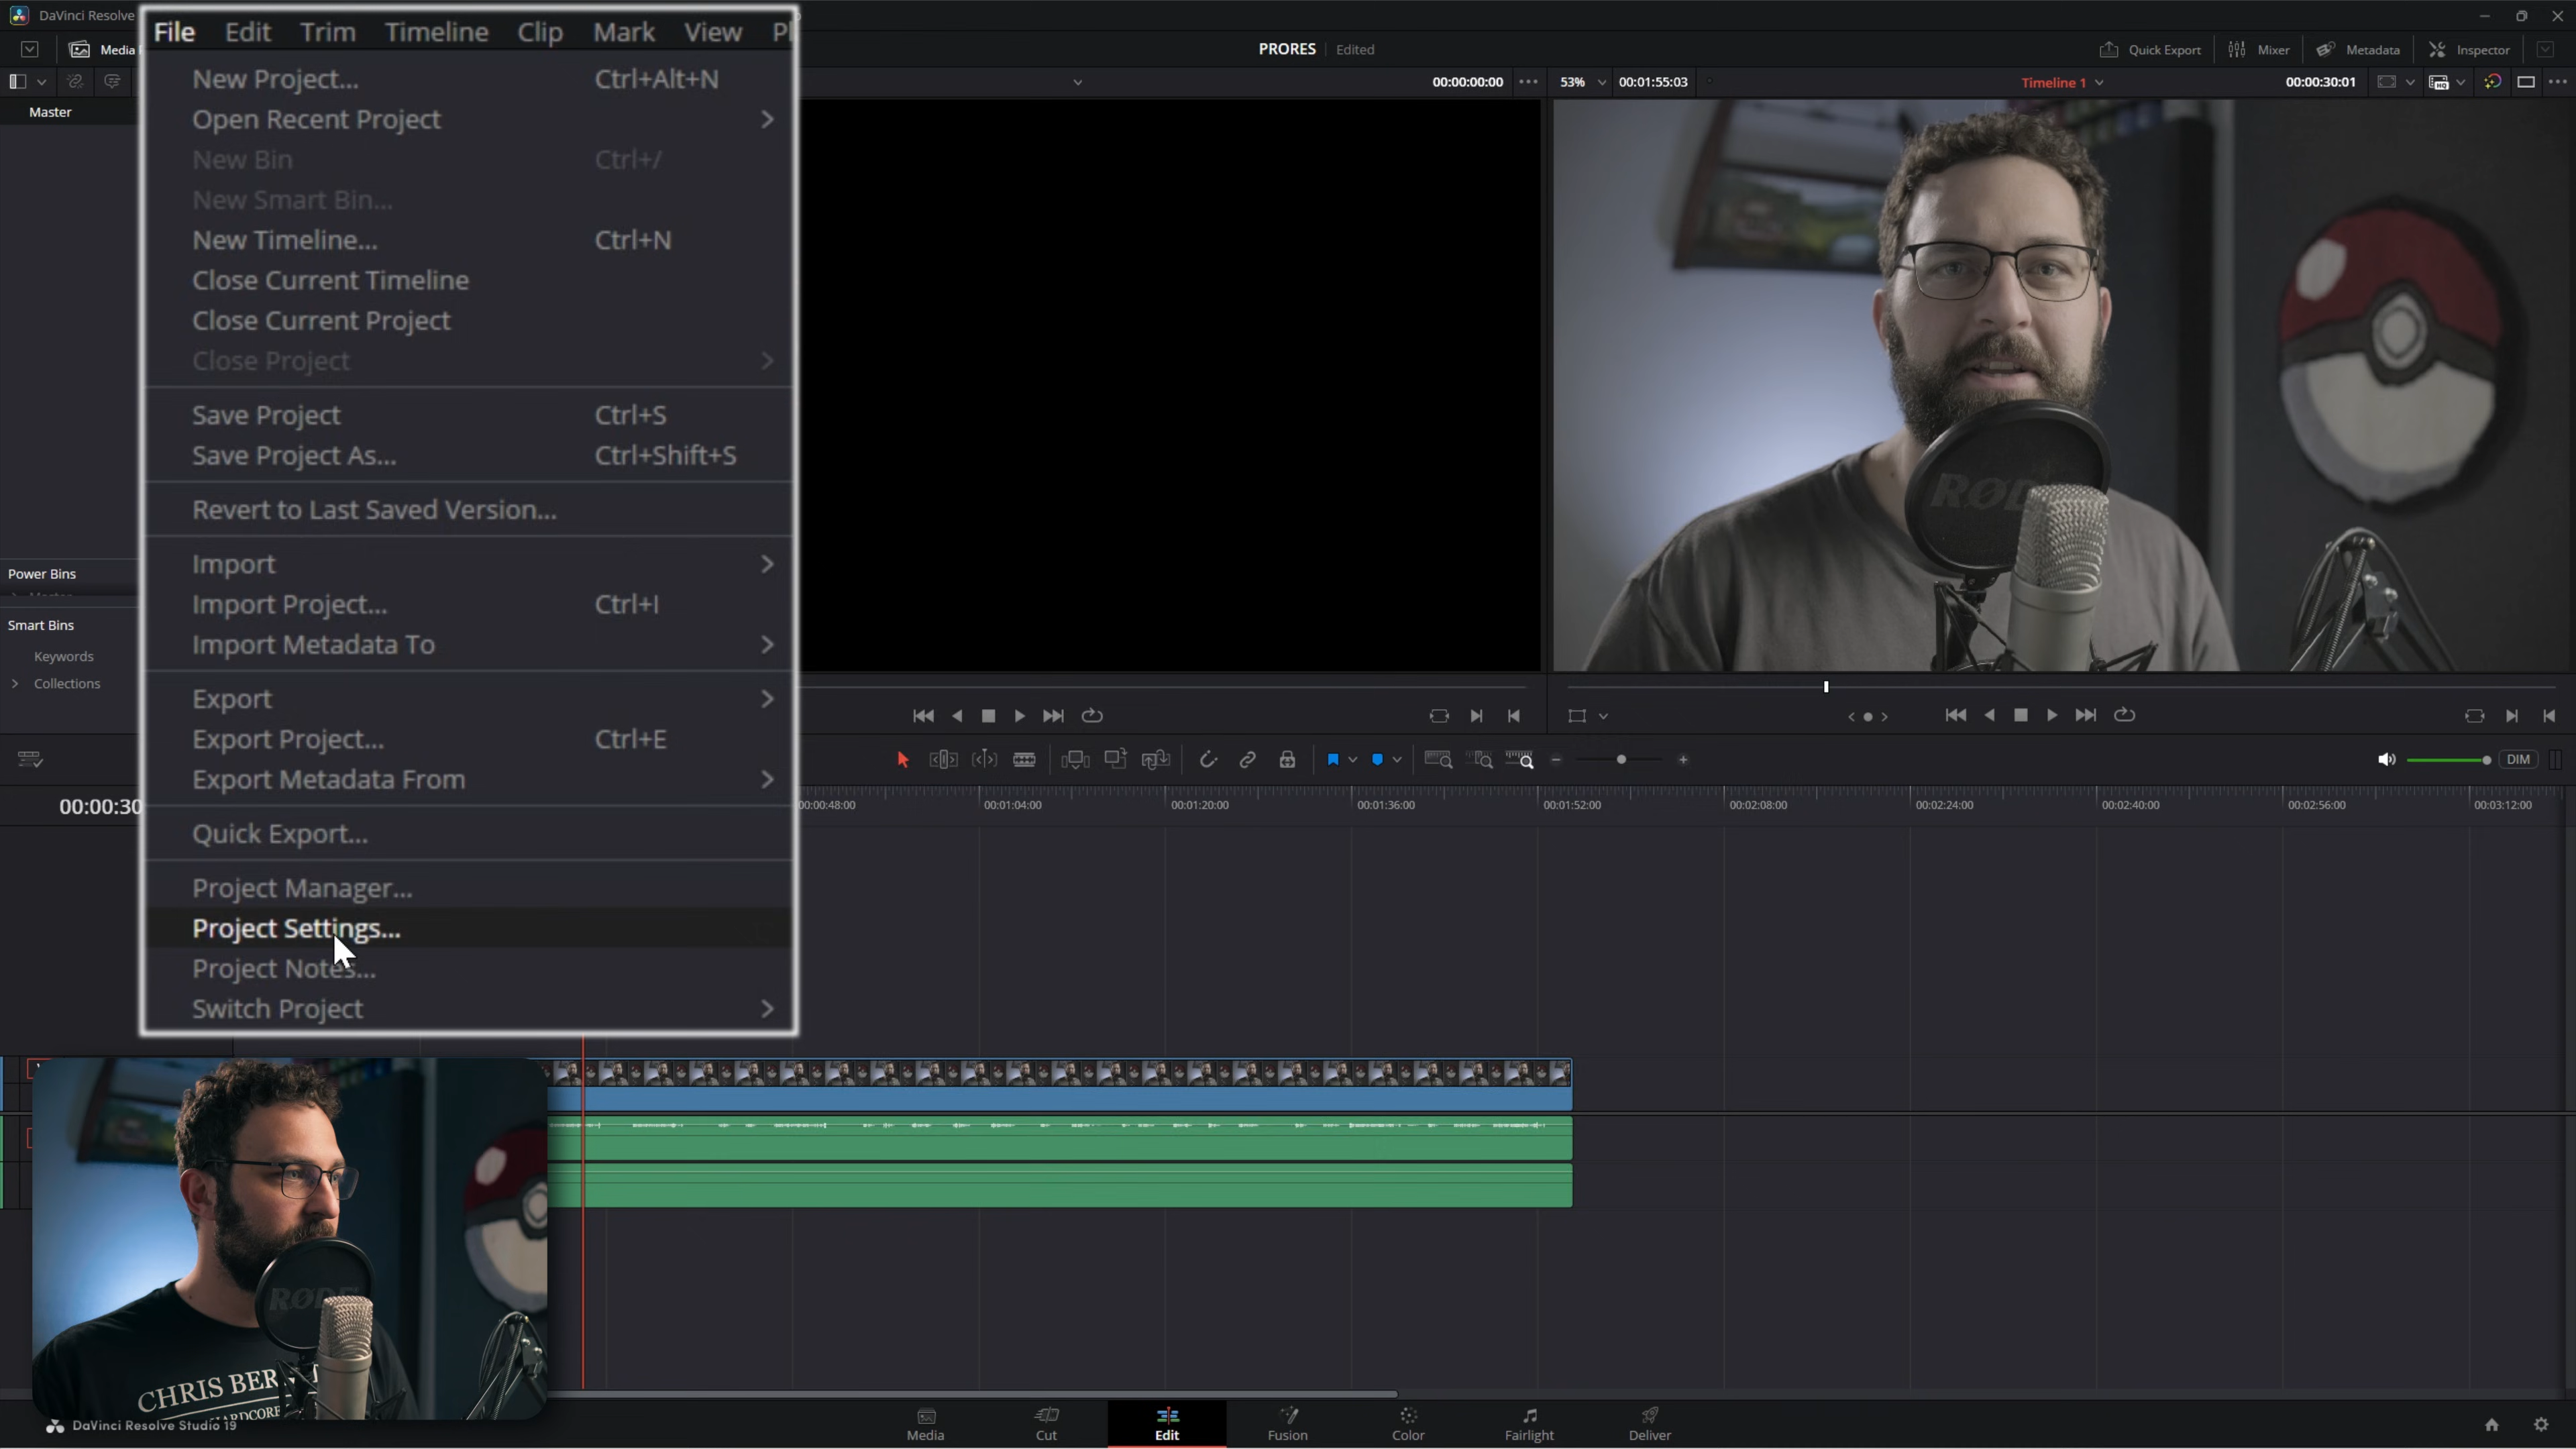 DaVinci Resolve
File Edit Trim Timeline Clip Mark View
Media
PRORES Edited
Quick Export Mixer Metadata Inspector
00:00:00:00 53% 00:01:55:03 Timeline 1 00:00:30:01
Master
New Project... Ctrl+Alt+N
Open Recent Project
New Bin Ctrl+/
New Smart Bin...
New Timeline... Ctrl+N
Close Current Timeline
Close Current Project
Close Project
Save Project Ctrl+S
Save Project As... Ctrl+Shift+S
Revert to Last Saved Version...
Import
Import Project... Ctrl+I
Import Metadata To
Export
Export Project... Ctrl+E
Export Metadata From
Quick Export...
Project Manager...
Project Settings...
Project Notes...
Switch Project
Power Bins
Smart Bins
Keywords
Collections
RØDE
DIM
00:00:30
00:00:48:00 00:01:04:00 00:01:20:00 00:01:36:00 00:01:52:00 00:02:08:00 00:02:24:00 00:02:40:00 00:02:56:00 00:03:12:00
RØDE
CHRIS
DaVinci Resolve Studio 19
Media Cut Edit Fusion Color Fairlight Deliver